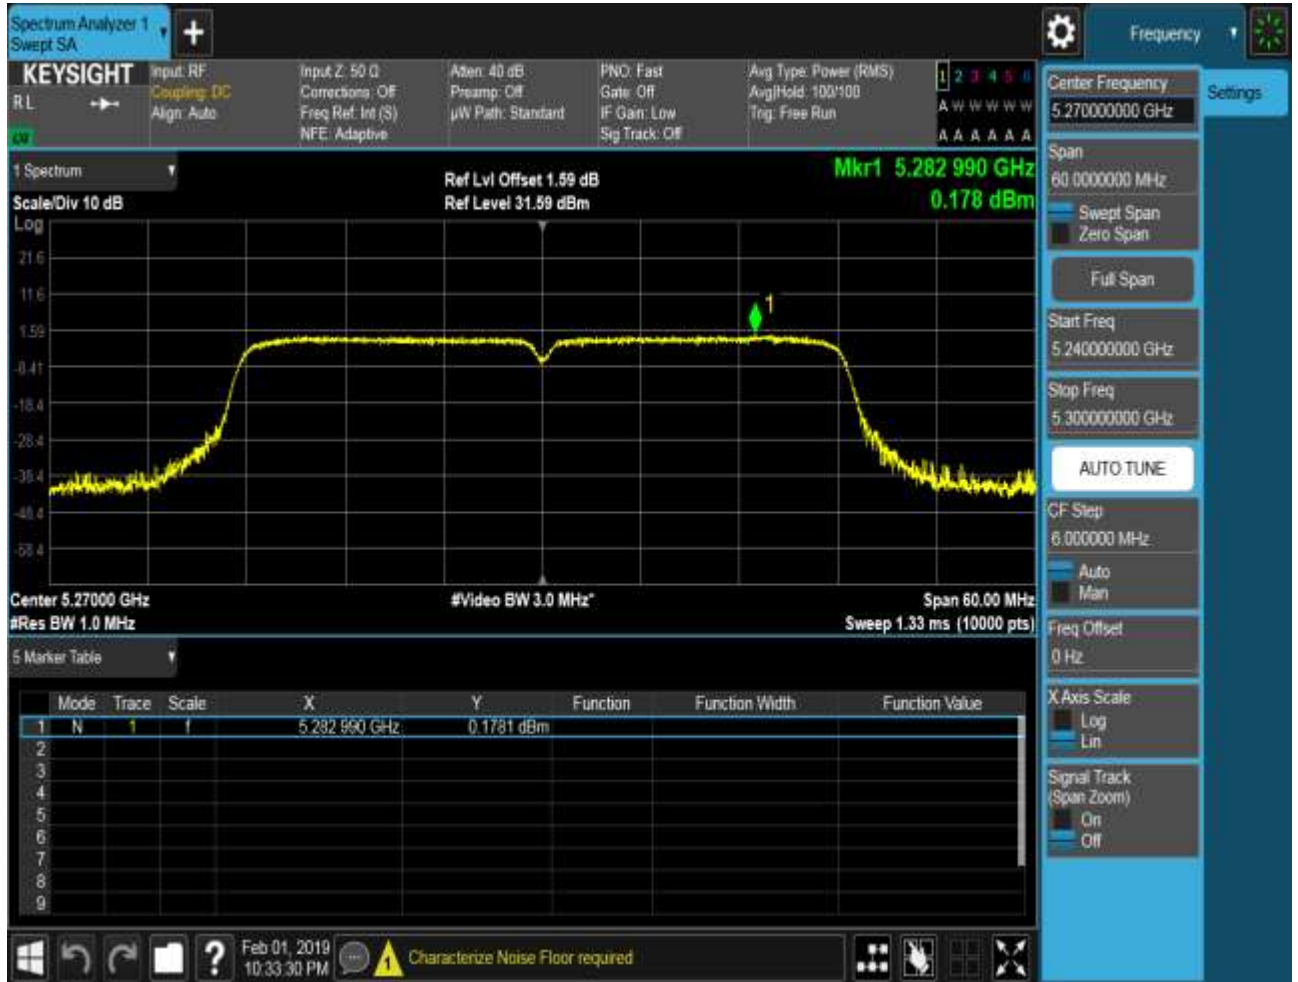 Spectrum Analyzer 1
Swept SA
+
Frequency
KEYSIGHT
RL
Input: RF
Coupling: DC
Align: Auto
Input Z: 50 Ω
Corrections: Off
Freq Ref: Int (S)
NFE: Adaptive
Atten: 40 dB
Preamp: Off
µW Path: Standard
PNO: Fast
Gate: Off
IF Gain: Low
Sig Track: Off
Avg Type: Power (RMS)
Avg|Hold: 100/100
Trig: Free Run
1 2 3 4 5 6
A W W W W W
A A A A A A
1 Spectrum
Scale/Div 10 dB
Ref Lvl Offset 1.59 dB
Ref Level 31.59 dBm
Mkr1 5.282 990 GHz
0.178 dBm
Log
21.6
11.6
1.59
-8.41
-18.4
-28.4
-38.4
-48.4
-58.4
1
Center 5.27000 GHz
#Res BW 1.0 MHz
#Video BW 3.0 MHz*
Span 60.00 MHz
Sweep 1.33 ms (10000 pts)
5 Marker Table
Mode Trace Scale X Y Function Function Width Function Value
1 N 1 f 5.282 990 GHz 0.1781 dBm
2
3
4
5
6
7
8
9
Feb 01, 2019
10:33:30 PM
1
Characterize Noise Floor required
Settings
Center Frequency
5.270000000 GHz
Span
60.0000000 MHz
Swept Span
Zero Span
Full Span
Start Freq
5.240000000 GHz
Stop Freq
5.300000000 GHz
AUTO TUNE
CF Step
6.000000 MHz
Auto
Man
Freq Offset
0 Hz
X Axis Scale
Log
Lin
Signal Track
(Span Zoom)
On
Off